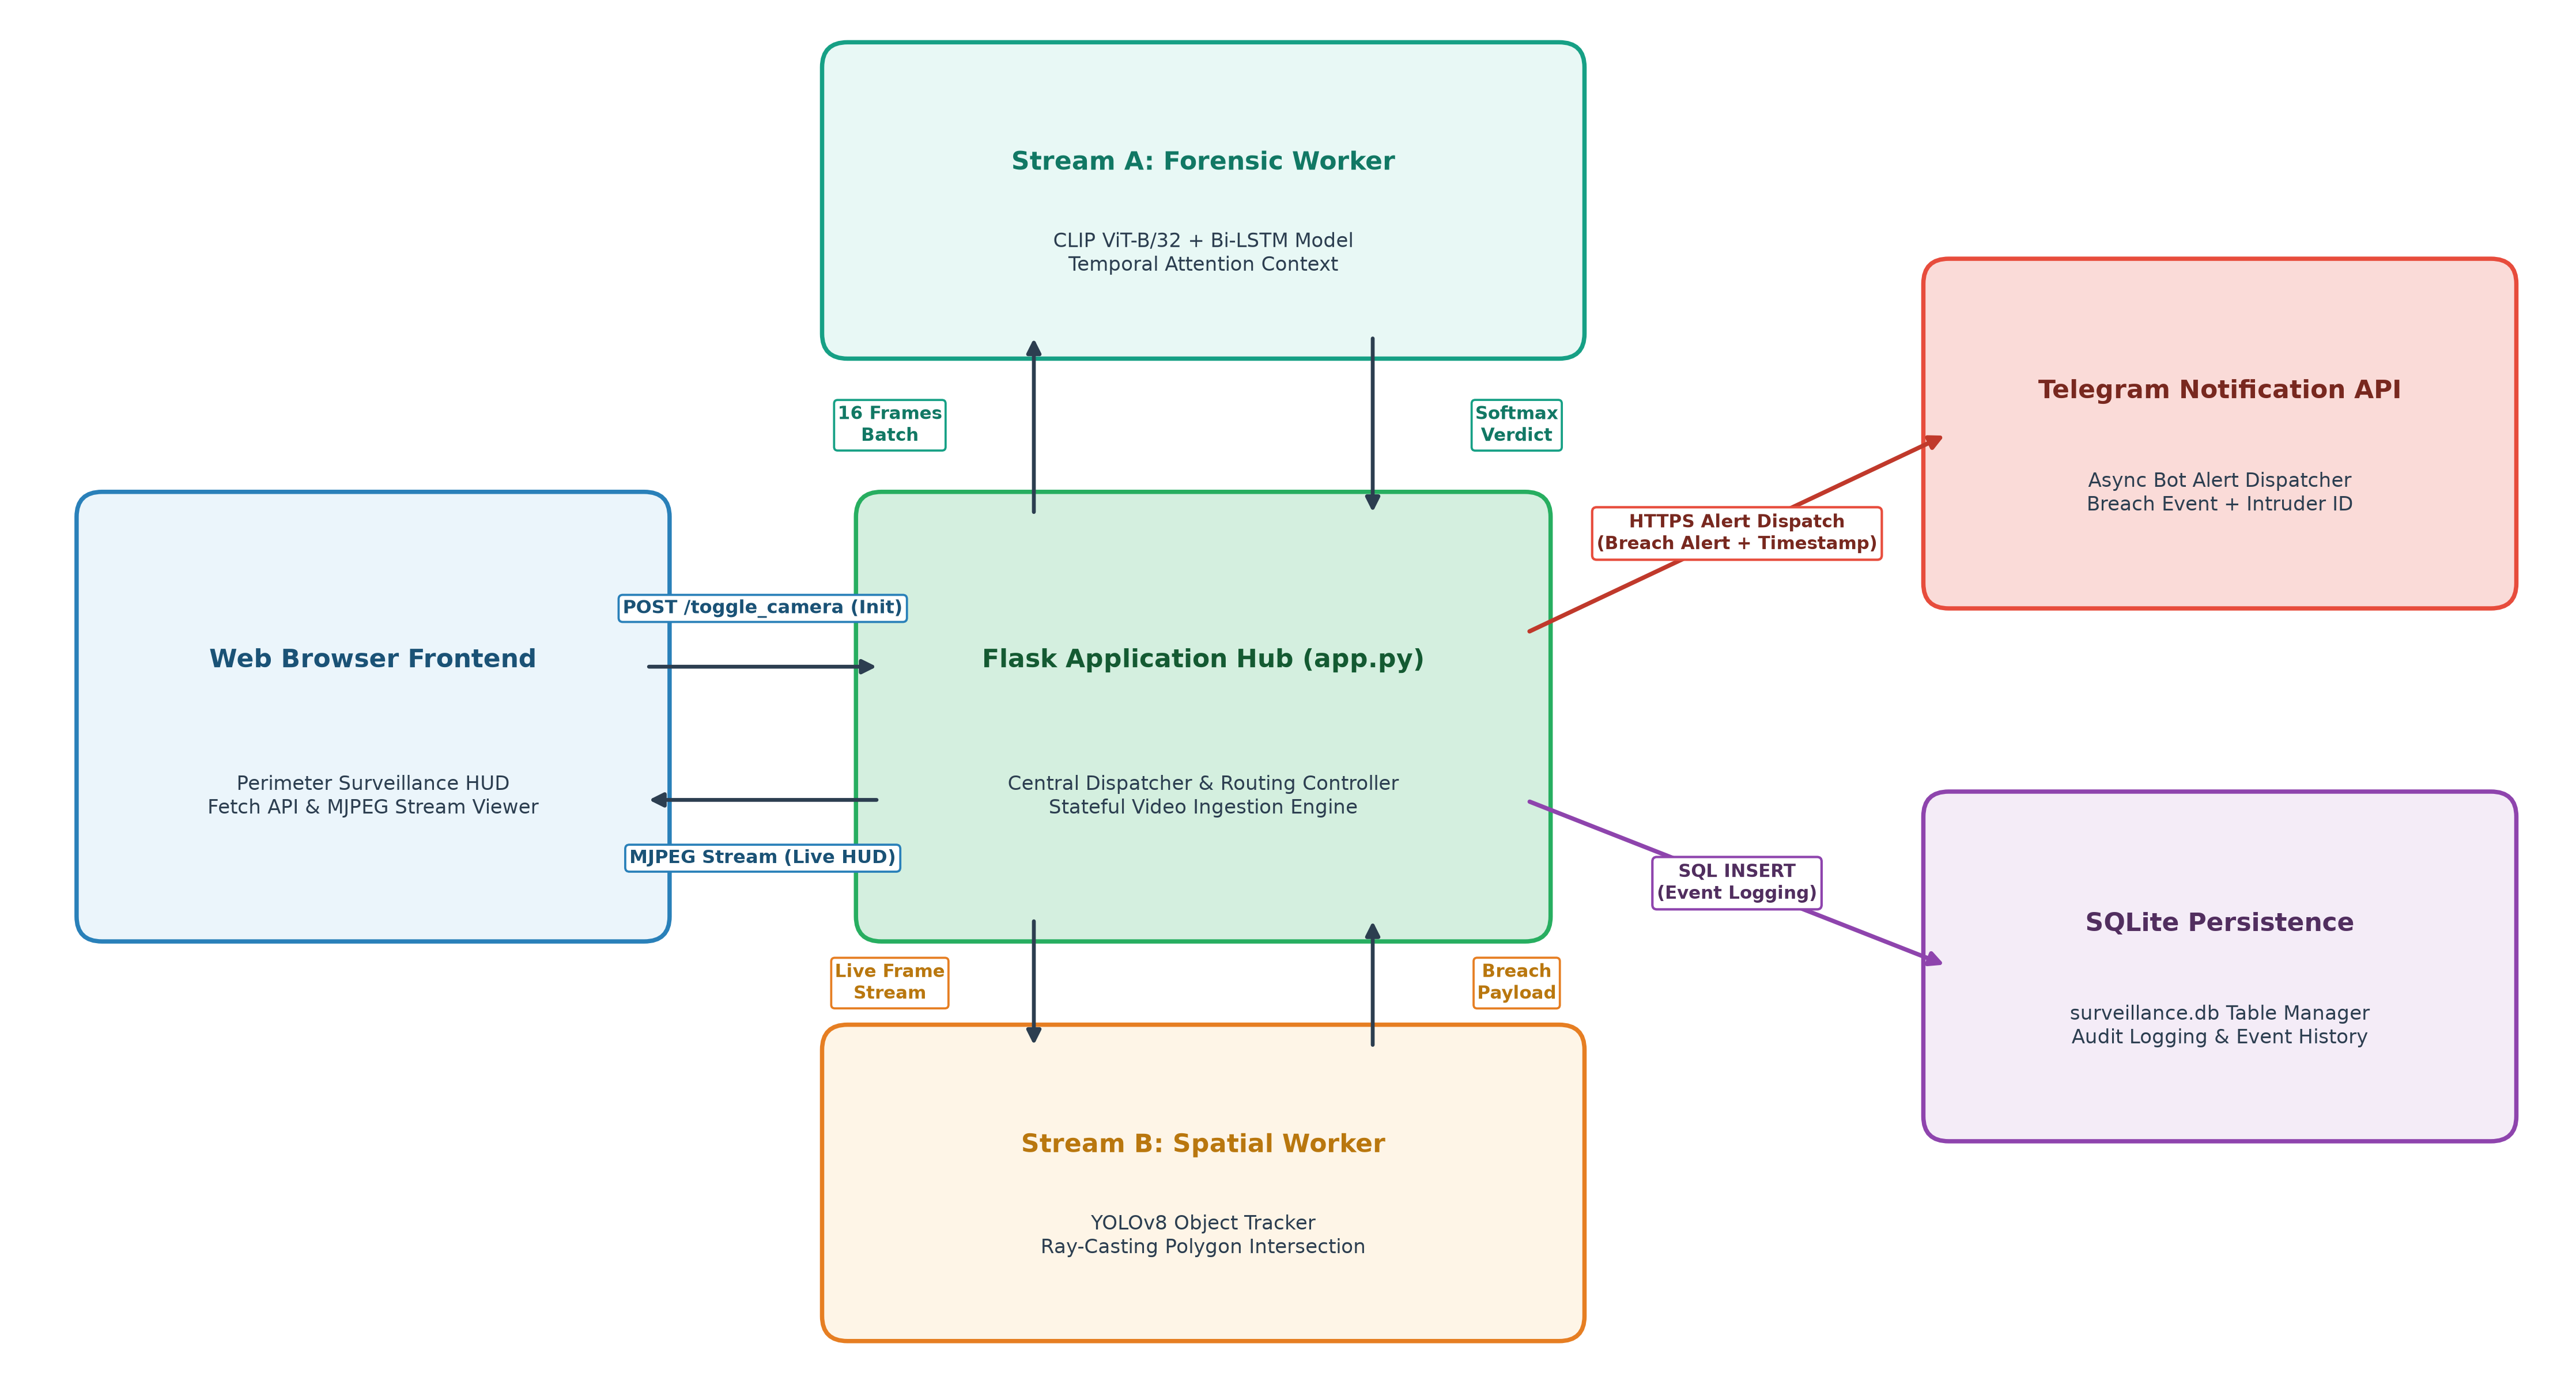 Stream A: Forensic Worker
CLIP ViT-B/32 + Bi-LSTM Model
Temporal Attention Context
16 Frames
Batch
Softmax
Verdict
Telegram Notification API
Async Bot Alert Dispatcher
Breach Event + Intruder ID
HTTPS Alert Dispatch
(Breach Alert + Timestamp)
POST /toggle_camera (Init)
Web Browser Frontend
Perimeter Surveillance HUD
Fetch API & MJPEG Stream Viewer
MJPEG Stream (Live HUD)
Flask Application Hub (app.py)
Central Dispatcher & Routing Controller
Stateful Video Ingestion Engine
SQL INSERT
(Event Logging)
SQLite Persistence
surveillance.db Table Manager
Audit Logging & Event History
Live Frame
Stream
Breach
Payload
Stream B: Spatial Worker
YOLOv8 Object Tracker
Ray-Casting Polygon Intersection